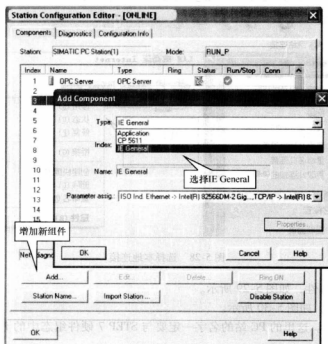 Station Configuration Editor - [ONLINE]
Components Diagnostics Configuration Info
Station: SIMATIC PC Station(1) Mode: RUN_P
Index Name Type Ring Status Run/Stop Conn
1 OPC Server OPC Server
2
3
4
Add Component
5
Type: IE General
6
Application
7
CP 5611
Index:
IE General
8
9
10
Name: IE General
选择IE General
11
12
Parameter assig.: ISO Ind. Ethernet -> Intel(R) 82566DM-2 Gig...,TCP/IP -> Intel(R) 8
13
14
15
Properties...
增加新组件
OK Cancel Help
Add... Edit... Delete... Ring ON
Station Name... Import Station... Disable Station
OK Help